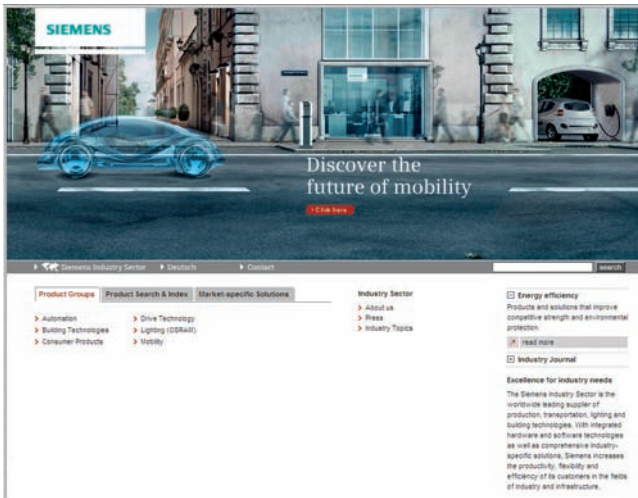 SIEMENS
Discover the
future of mobility
Click here
Siemens Industry Sector Deutsch Contact
search
Product Groups Product Search & Index Market-specific Solutions
Automation
Building Technologies
Consumer Products
Drive Technology
Lighting (OSRAM)
Mobility
Industry Sector
About us
Press
Industry Topics
Energy efficiency
Products and solutions that improve
competitive strength and environmental
protection.
read more
Industry Journal
Excellence for industry needs
The Siemens Industry Sector is the
worldwide leading supplier of
production, transportation, lighting and
building technologies. With integrated
hardware and software technologies
as well as comprehensive industry-
specific solutions, Siemens increases
the productivity, flexibility and
efficiency of its customers in the fields
of industry and infrastructure.